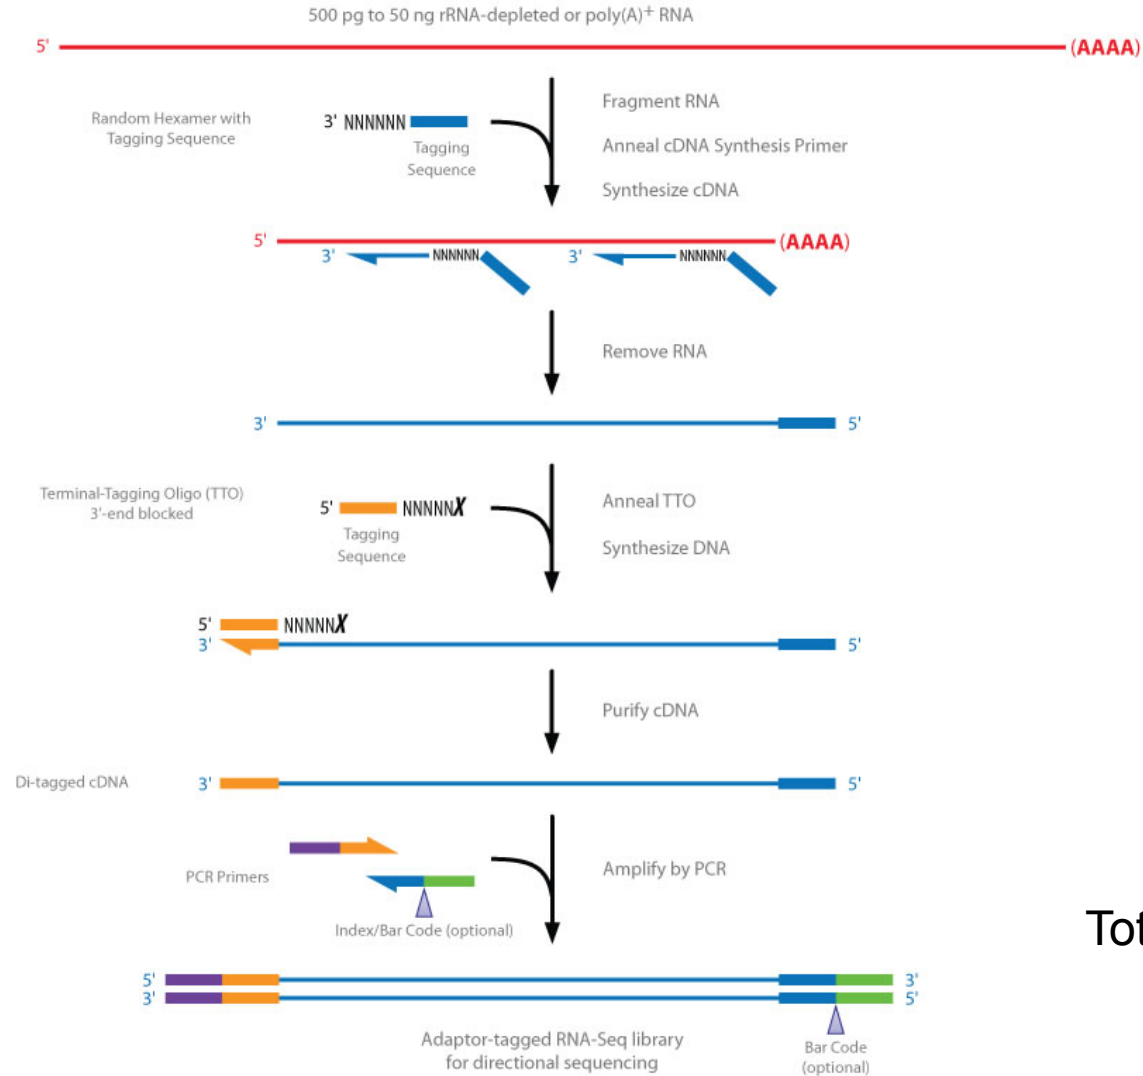 500 pg to 50 ng rRNA-depleted or poly(A)+ RNA
5' (AAAA)
Fragment RNA
Random Hexamer with
Tagging Sequence
3' NNNNNN
Tagging
Sequence
Anneal cDNA Synthesis Primer
Synthesize cDNA
5' (AAAA)
3' NNNNNN 3' NNNNNN
Remove RNA
3' 5'
Terminal-Tagging Oligo (TTO)
3'-end blocked
5' NNNNNX
Tagging
Sequence
Anneal TTO
Synthesize DNA
5' NNNNNX
3' 5'
Purify cDNA
Di-tagged cDNA
3' 5'
PCR Primers
Amplify by PCR
Index/Bar Code (optional)
5' 3'
3' 5'
Adaptor-tagged RNA-Seq library
for directional sequencing
Bar Code
(optional)